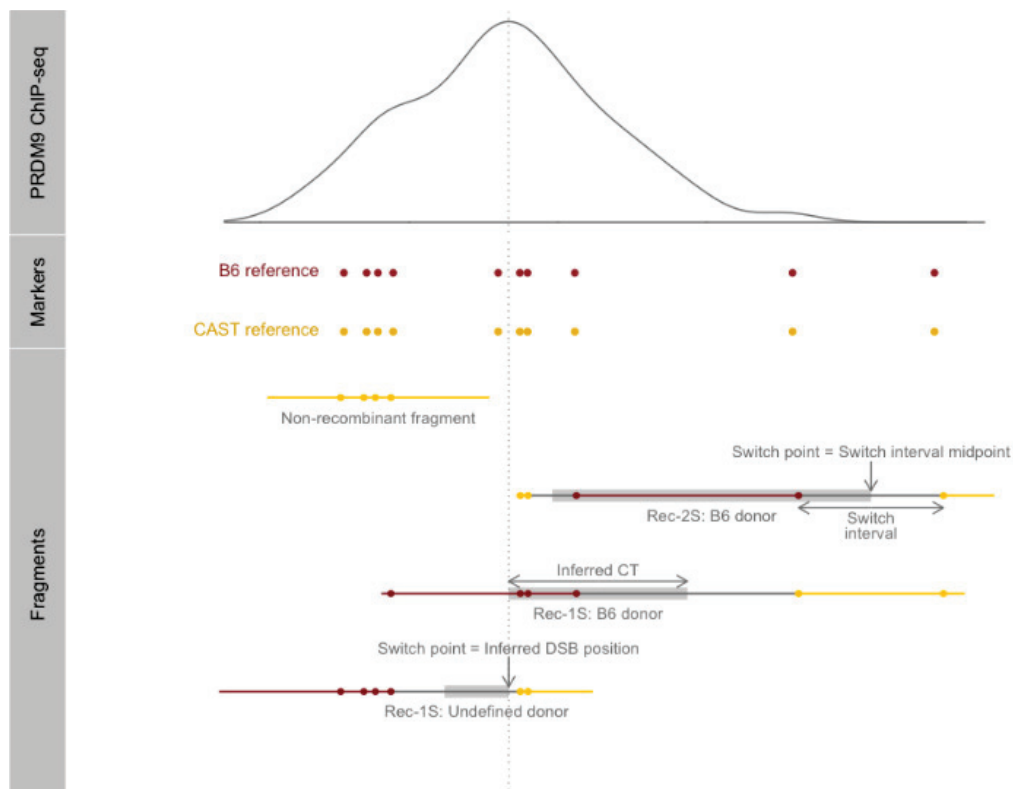 PRDM9 ChIP-seq
Markers
B6 reference
CAST reference
Fragments
Non-recombinant fragment
Switch point = Switch interval midpoint
Rec-2S: B6 donor
Switch
interval
Inferred CT
Rec-1S: B6 donor
Switch point = Inferred DSB position
Rec-1S: Undefined donor